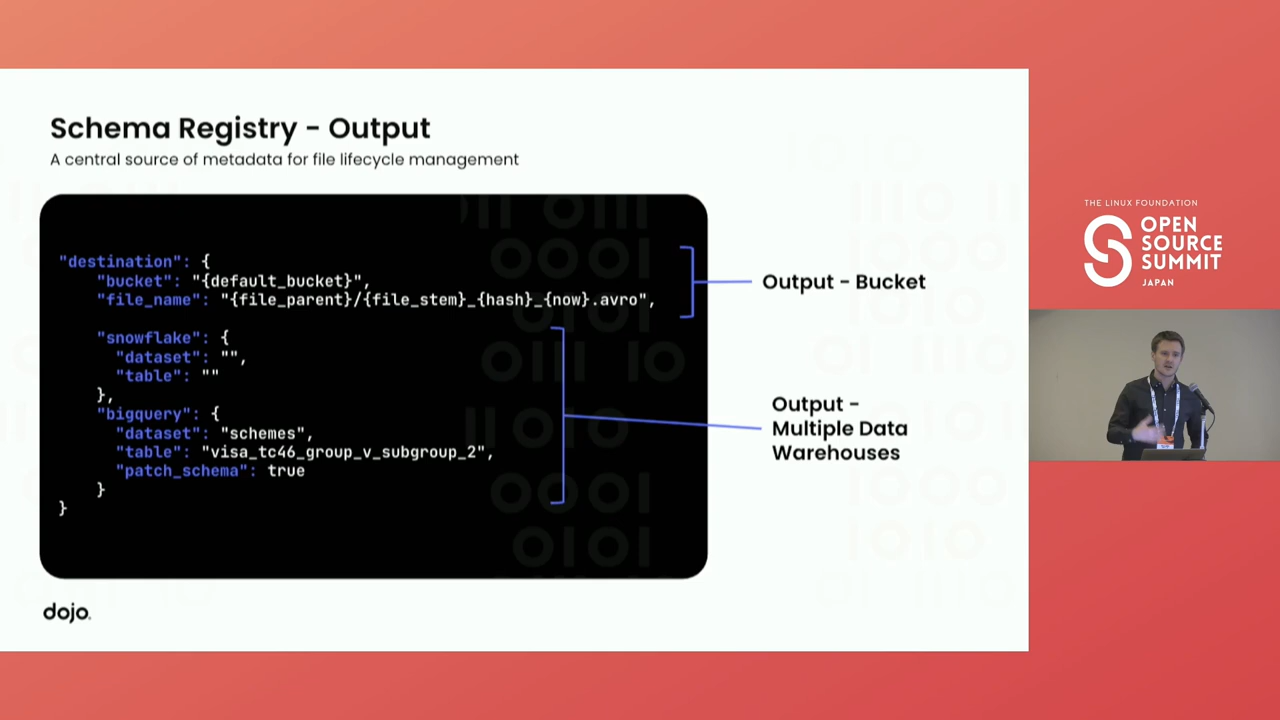 Schema Registry - Output
A central source of metadata for file lifecycle management
"destination": {
"bucket": "{default_bucket}",
"file_name": "{file_parent}/{file_stem}_{hash}_{now}.avro",
"snowflake": {
"dataset": "",
"table": ""
},
"bigquery": {
"dataset": "schemes",
"table": "visa_tc46_group_v_subgroup_2",
"patch_schema": true
}
}
Output - Bucket
Output -
Multiple Data
Warehouses
dojo.
THE LINUX FOUNDATION
OPEN
SOURCE
SUMMIT
JAPAN